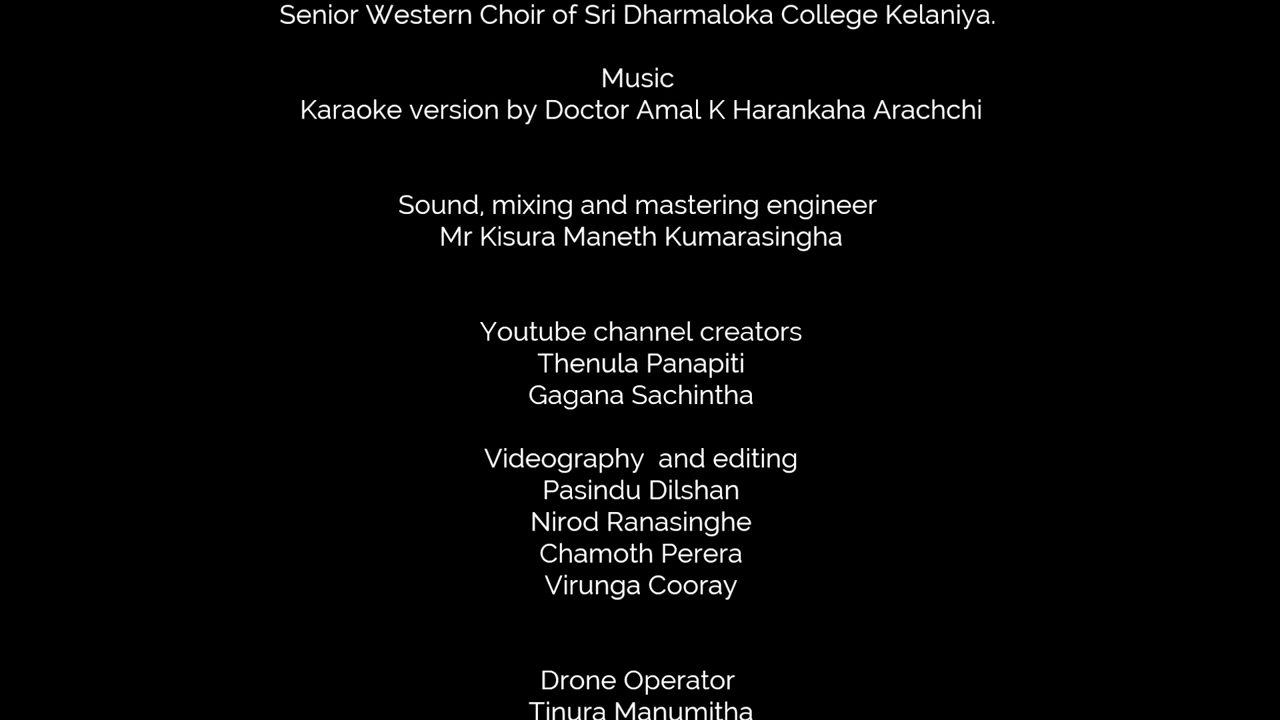 Senior Western Choir of Sri Dharmaloka College Kelaniya.
Music
Karaoke version by Doctor Amal K Harankaha Arachchi
Sound, mixing and mastering engineer
Mr Kisura Maneth Kumarasingha
Youtube channel creators
Thenula Panapiti
Gagana Sachintha
Videography  and editing
Pasindu Dilshan
Nirod Ranasinghe
Chamoth Perera
Virunga Cooray
Drone Operator
Tinura Manumitha